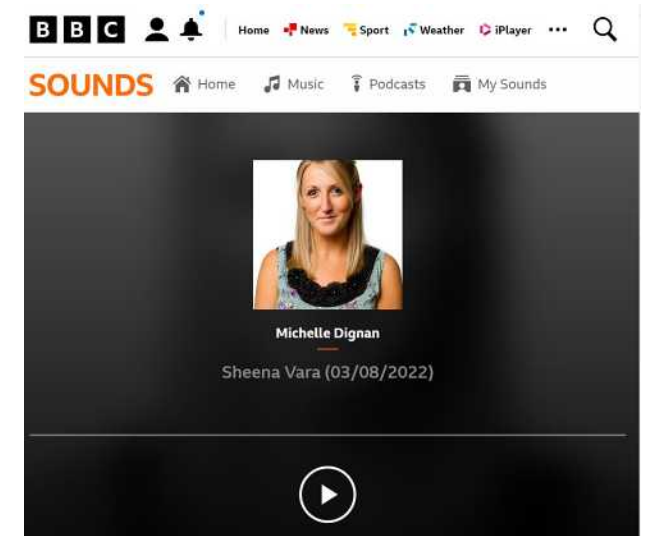 BBC Home News Sport Weather iPlayer
SOUNDS Home Music Podcasts My Sounds
Michelle Dignan
Sheena Vara (03/08/2022)